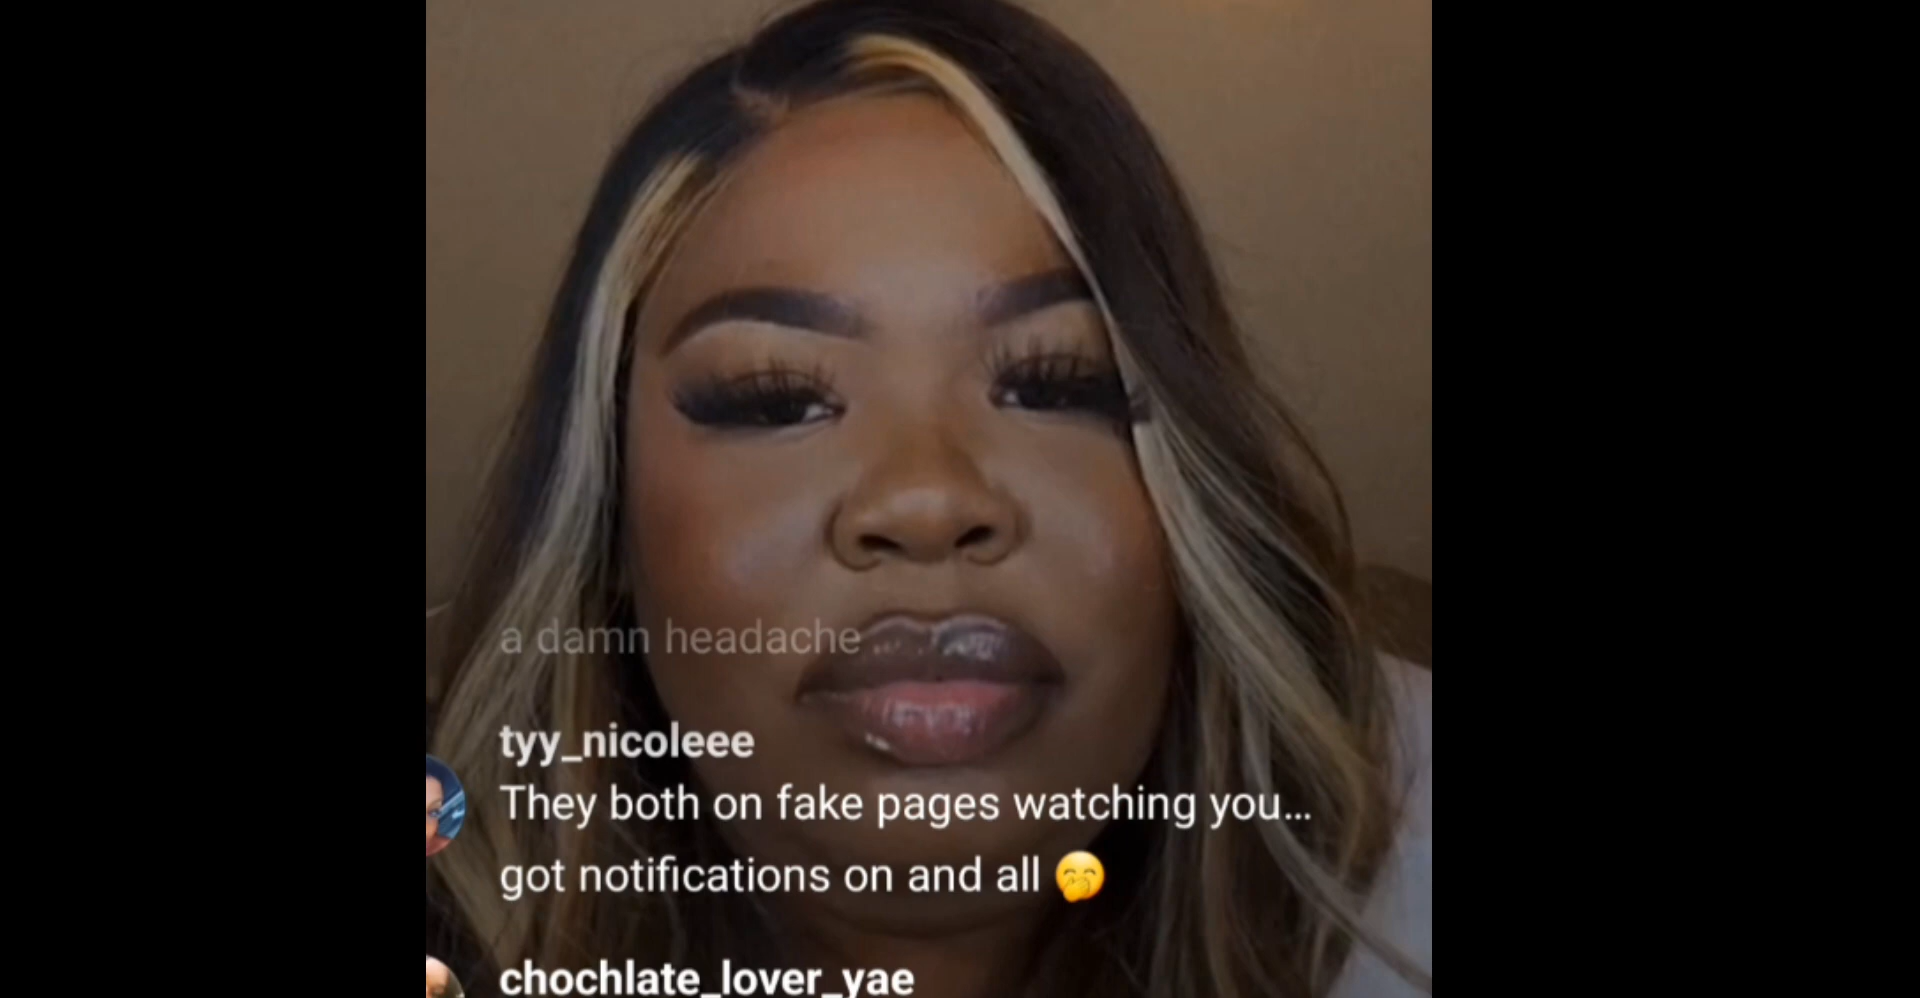 a damn headache
tyy_nicoleee
They both on fake pages watching you...
got notifications on and all 🤭
chochlate_lover_yae